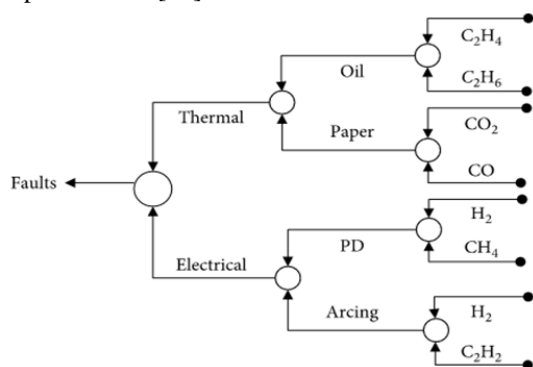 C₂H₄
Oil
C₂H₆
Thermal
CO₂
Paper
CO
Faults
H₂
PD
CH₄
Electrical
H₂
Arcing
C₂H₂